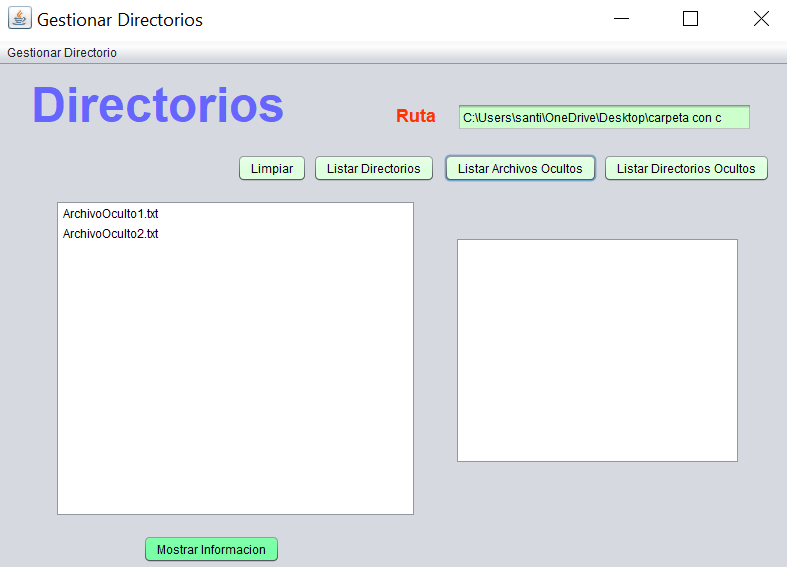 Gestionar Directorios
Gestionar Directorio
Directorios
Ruta
C:\Users\santi\OneDrive\Desktop\carpeta con c
Limpiar
Listar Directorios
Listar Archivos Ocultos
Listar Directorios Ocultos
ArchivoOculto1.txt
ArchivoOculto2.txt
Mostrar Informacion